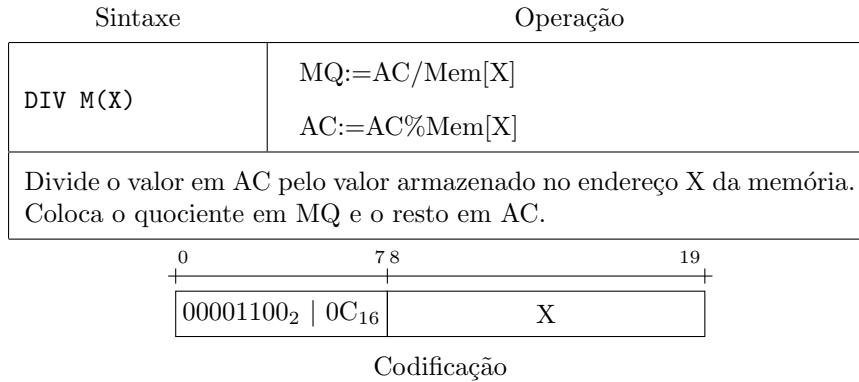 Sintaxe Operação
DIV M(X)
MQ:=AC/Mem[X]
AC:=AC%Mem[X]
Divide o valor em AC pelo valor armazenado no endereço X da memória.
Coloca o quociente em MQ e o resto em AC.
0 7 8 19
00001100₂ | 0C₁₆ X
Codificação